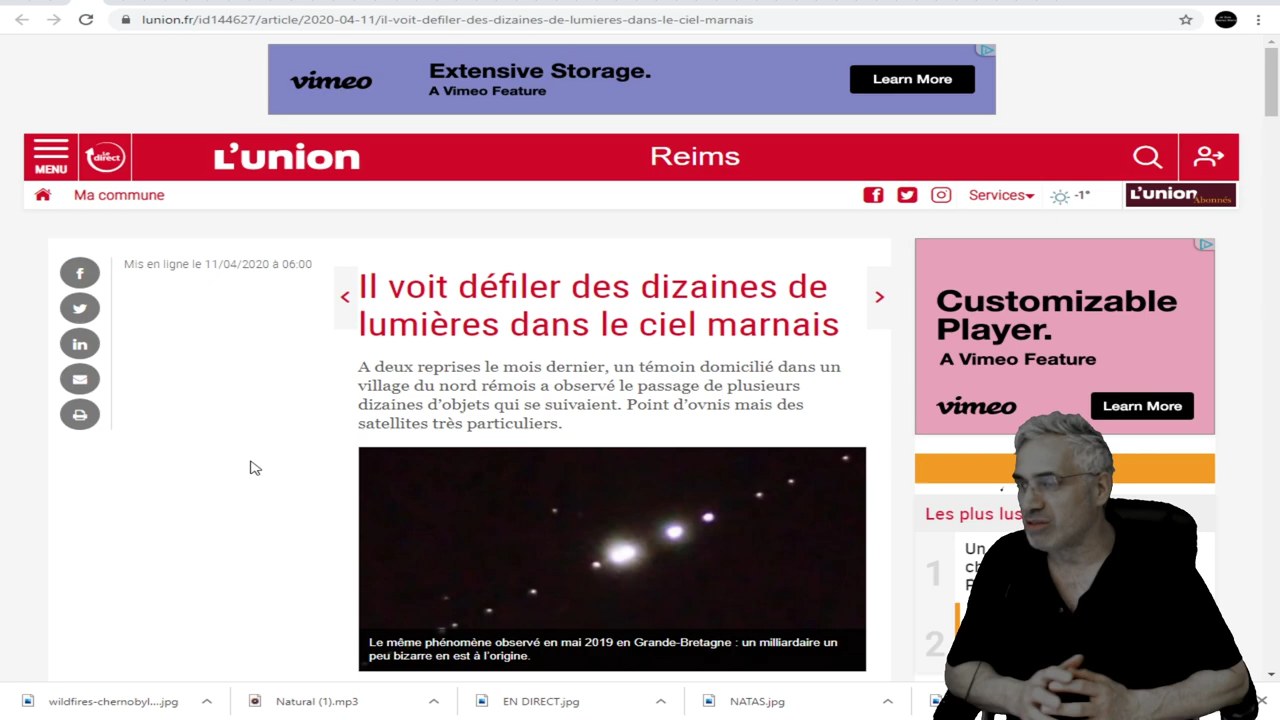 lunion.fr/id144627/article/2020-04-11/il-voit-defiler-des-dizaines-de-lumieres-dans-le-ciel-marnais
vimeo
Extensive Storage.
A Vimeo Feature
Learn More
MENU
Le direct
L'union
Reims
Ma commune
Services
-1°
L'union Abonnés
Mis en ligne le 11/04/2020 à 06:00
Il voit défiler des dizaines de
lumières dans le ciel marnais
A deux reprises le mois dernier, un témoin domicilié dans un
village du nord rémois a observé le passage de plusieurs
dizaines d'objets qui se suivaient. Point d'ovnis mais des
satellites très particuliers.
Le même phénomène observé en mai 2019 en Grande-Bretagne : un milliardaire un
peu bizarre en est à l'origine.
Customizable
Player.
A Vimeo Feature
vimeo
Learn More
Les plus lus
1
Un
2
wildfires-chernobyl....jpg
Natural (1).mp3
EN DIRECT.jpg
NATAS.jpg